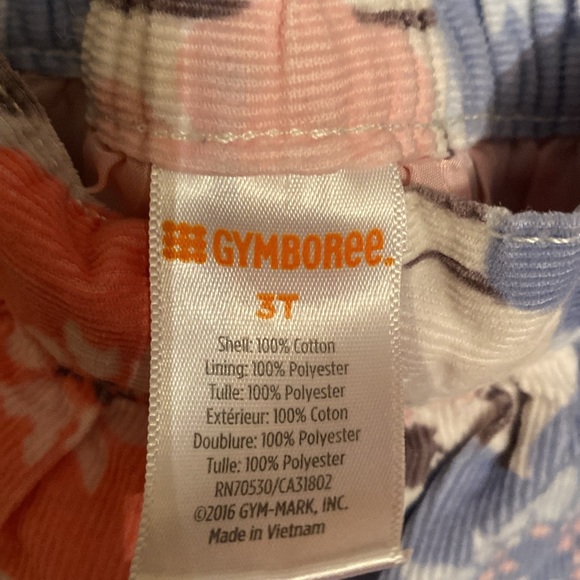 GYMBOREE.
3T
Shell: 100% Cotton
Lining: 100% Polyester
Tulle: 100% Polyester
Extérieur: 100% Coton
Doublure: 100% Polyester
Tulle: 100% Polyester
RN70530/CA31802
©2016 GYM-MARK, INC.
Made in Vietnam